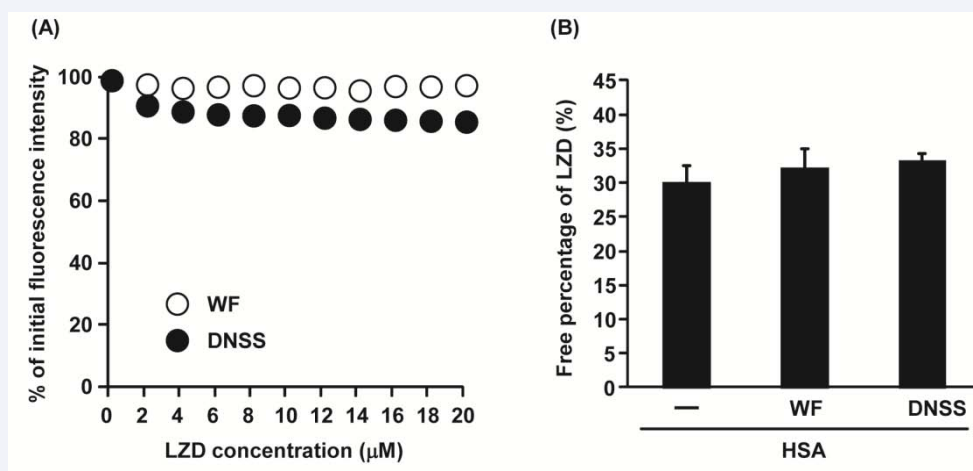 (A)
% of initial fluorescence intensity
100
80
60
40
20
0
WF
DNSS
0 2 4 6 8 10 12 14 16 18 20
LZD concentration (μM)
(B)
Free percentage of LZD (%)
45
40
35
30
25
20
15
10
5
0
— WF DNSS
HSA